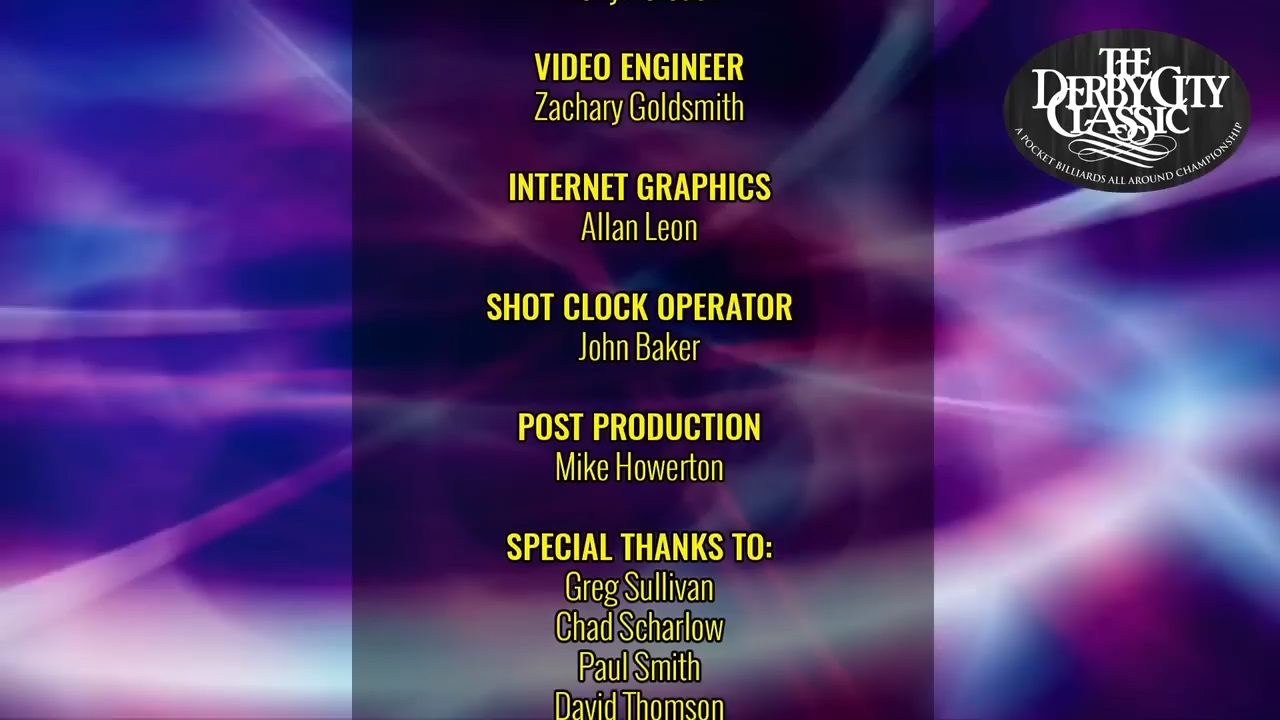 VIDEO ENGINEER
Zachary Goldsmith
INTERNET GRAPHICS
Allan Leon
SHOT CLOCK OPERATOR
John Baker
POST PRODUCTION
Mike Howerton
SPECIAL THANKS TO:
Greg Sullivan
Chad Scharlow
Paul Smith
David Thomson
THE
DERBY CITY
CLASSIC
A POCKET BILLIARDS ALL AROUND CHAMPIONSHIP